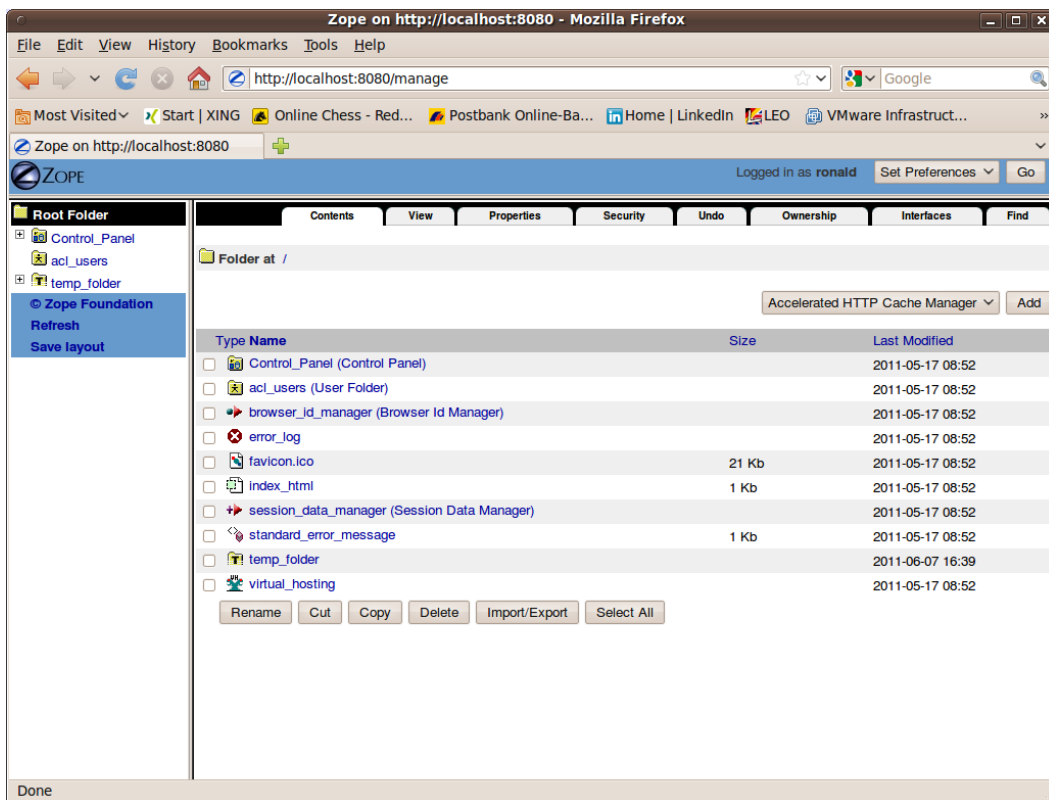 Zope on http://localhost:8080 - Mozilla Firefox
File Edit View History Bookmarks Tools Help
http://localhost:8080/manage Google
Most Visited Start | XING Online Chess - Red... Postbank Online-Ba... Home | LinkedIn LEO VMware Infrastruct... »
Zope on http://localhost:8080
ZOPE Logged in as ronald Set Preferences Go
Root Folder
Control_Panel
acl_users
temp_folder
© Zope Foundation
Refresh
Save layout
Contents View Properties Security Undo Ownership Interfaces Find
Folder at /
Accelerated HTTP Cache Manager Add
Type Name Size Last Modified
Control_Panel (Control Panel) 2011-05-17 08:52
acl_users (User Folder) 2011-05-17 08:52
browser_id_manager (Browser Id Manager) 2011-05-17 08:52
error_log 2011-05-17 08:52
favicon.ico 21 Kb 2011-05-17 08:52
index_html 1 Kb 2011-05-17 08:52
session_data_manager (Session Data Manager) 2011-05-17 08:52
standard_error_message 1 Kb 2011-05-17 08:52
temp_folder 2011-06-07 16:39
virtual_hosting 2011-05-17 08:52
Rename Cut Copy Delete Import/Export Select All
Done